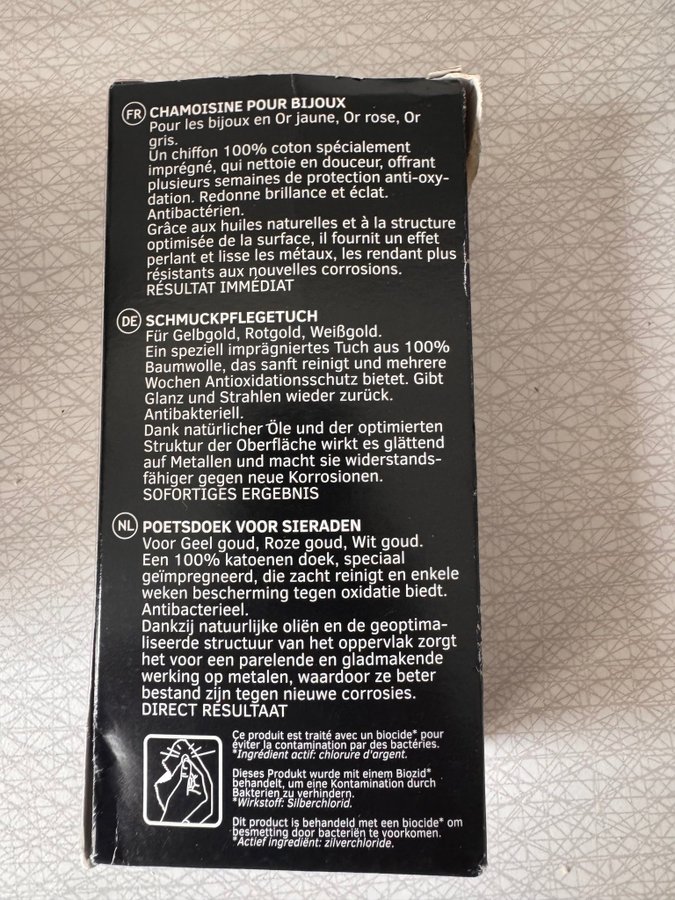 FR CHAMOISINE POUR BIJOUX
Pour les bijoux en Or jaune, Or rose, Or
gris.
Un chiffon 100% coton spécialement
imprégné, qui nettoie en douceur, offrant
plusieurs semaines de protection anti-oxy-
dation. Redonne brillance et éclat.
Antibactérien.
Grâce aux huiles naturelles et à la structure
optimisée de la surface, il fournit un effet
perlant et lisse les métaux, les rendant plus
résistants aux nouvelles corrosions.
RÉSULTAT IMMÉDIAT
DE SCHMUCKPFLEGETUCH
Für Gelbgold, Rotgold, Weißgold.
Ein speziell imprägniertes Tuch aus 100%
Baumwolle, das sanft reinigt und mehrere
Wochen Antioxidationsschutz bietet. Gibt
Glanz und Strahlen wieder zurück.
Antibakteriell.
Dank natürlicher Öle und der optimierten
Struktur der Oberfläche wirkt es glättend
auf Metallen und macht sie widerstands-
fähiger gegen neue Korrosionen.
SOFORTIGES ERGEBNIS
NL POETSDOEK VOOR SIERADEN
Voor Geel goud, Roze goud, Wit goud.
Een 100% katoenen doek, speciaal
geïmpregneerd, die zacht reinigt en enkele
weken bescherming tegen oxidatie biedt.
Antibacterieel.
Dankzij natuurlijke oliën en de geoptima-
liseerde structuur van het oppervlak zorgt
het voor een parelende en gladmakende
werking op metalen, waardoor ze beter
bestand zijn tegen nieuwe corrosies.
DIRECT RESULTAAT
Ce produit est traité avec un biocide* pour
éviter la contamination par des bactéries.
*Ingrédient actif: chlorure d'argent.
Dieses Produkt wurde mit einem Biozid*
behandelt, um eine Kontamination durch
Bakterien zu verhindern.
*Wirkstoff: Silberchlorid.
Dit product is behandeld met een biocide* om
besmetting door bacteriën te voorkomen.
*Actief ingrediënt: zilverchloride.